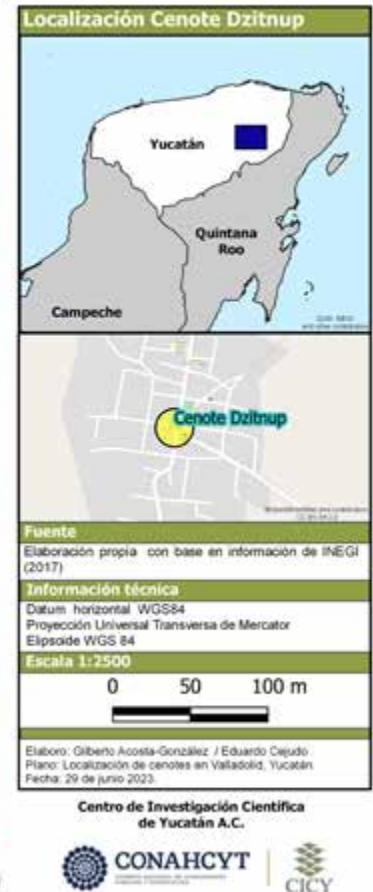 Localización Cenote Dzitnup
Yucatán
Quintana
Roo
Campeche
Cenote Dzitnup
Fuente
Elaboración propia con base en información de INEGI
(2017)
Información técnica
Datum horizontal WGS84
Proyección Universal Transversa de Mercator
Elipsoide WGS 84
Escala 1:2500
0 50 100 m
Elaboro: Gilberto Acosta-González / Eduardo Cejudo
Plano: Localización de cenotes en Valladolid, Yucatán
Fecha: 29 de junio 2023.
Centro de Investigación Científica
de Yucatán A.C.
CONAHCYT
CICY